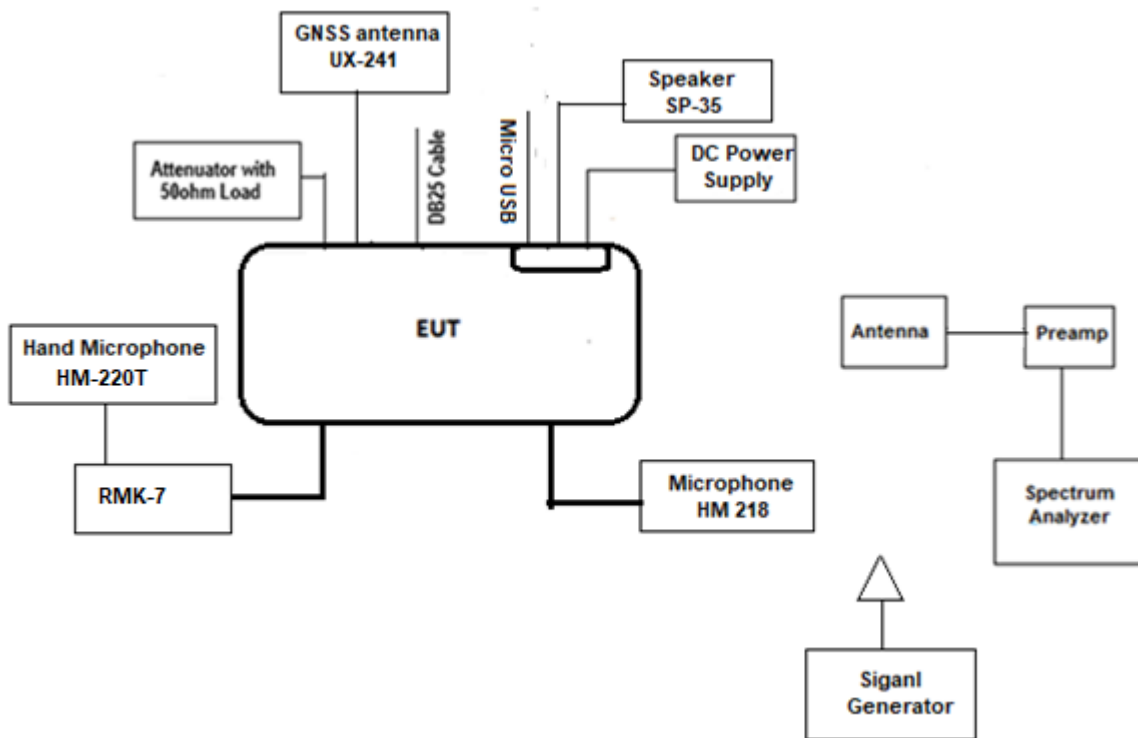 GNSS antenna
UX-241
Speaker
SP-35
Attenuator with
50ohm Load
DB25 Cable
Micro USB
DC Power
Supply
EUT
Hand Microphone
HM-220T
Antenna
Preamp
RMK-7
Microphone
HM 218
Spectrum
Analyzer
Siganl
Generator